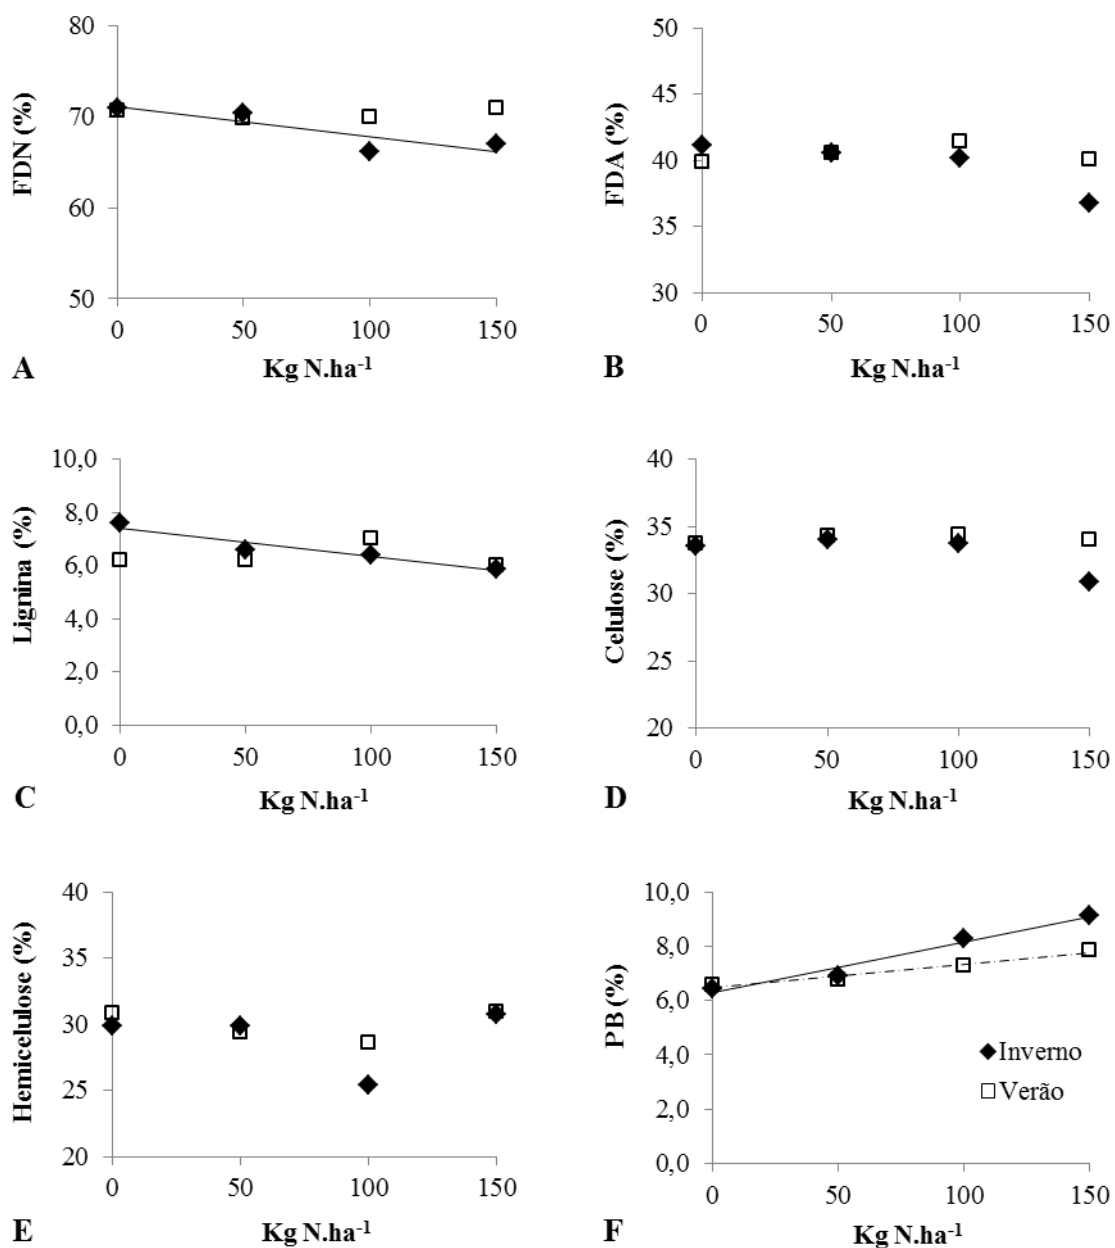 80
70
60
50
FDN (%)
0 50 100 150
Kg N.ha⁻¹
A
50
45
40
35
30
FDA (%)
0 50 100 150
Kg N.ha⁻¹
B
10,0
8,0
6,0
4,0
2,0
0,0
Lignina (%)
0 50 100 150
Kg N.ha⁻¹
C
40
35
30
25
20
Celulose (%)
0 50 100 150
Kg N.ha⁻¹
D
40
35
30
25
20
Hemicelulose (%)
0 50 100 150
Kg N.ha⁻¹
E
10,0
8,0
6,0
4,0
2,0
0,0
PB (%)
Inverno
Verão
0 50 100 150
Kg N.ha⁻¹
F